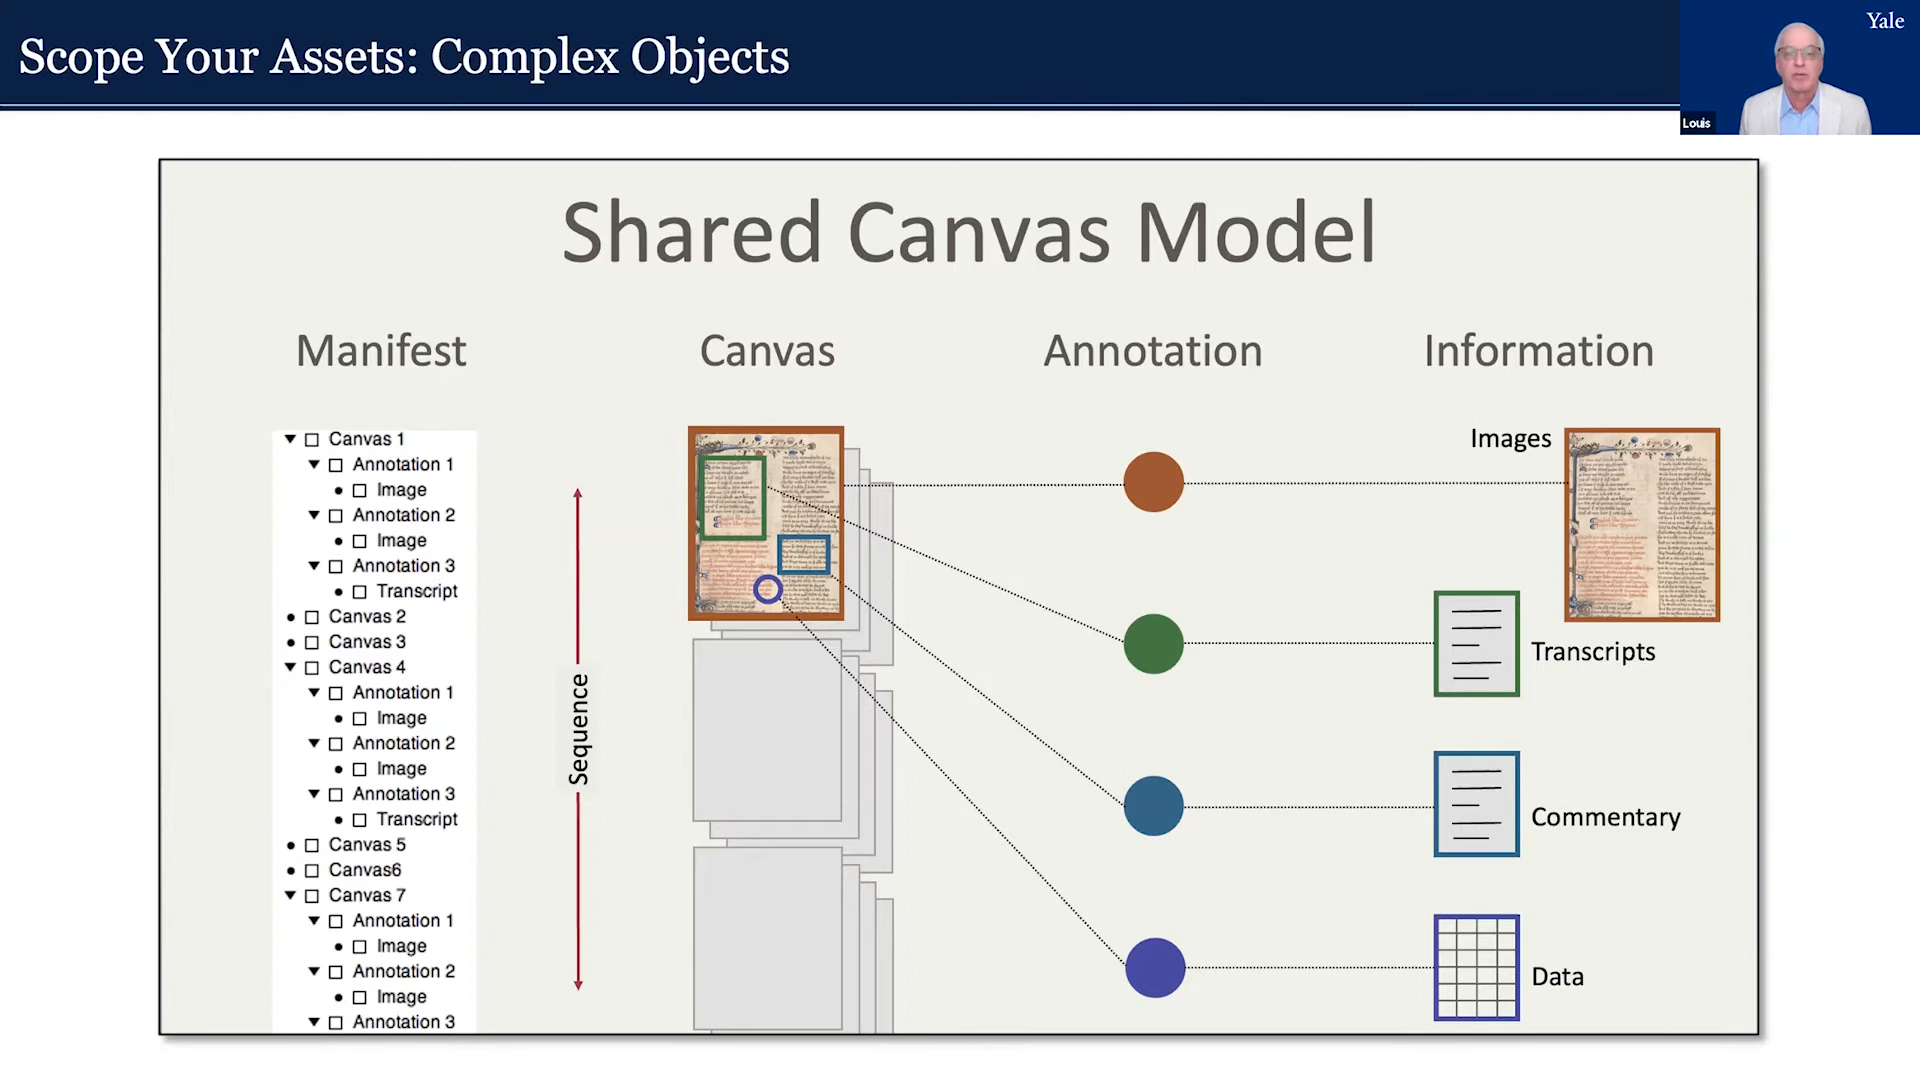 Scope Your Assets: Complex Objects
Yale
Louis
Shared Canvas Model
Manifest
Canvas
Annotation
Information
Canvas 1
Annotation 1
Image
Annotation 2
Image
Annotation 3
Transcript
Canvas 2
Canvas 3
Canvas 4
Annotation 1
Image
Annotation 2
Image
Annotation 3
Transcript
Canvas 5
Canvas6
Canvas 7
Annotation 1
Image
Annotation 2
Image
Annotation 3
Sequence
Images
Transcripts
Commentary
Data